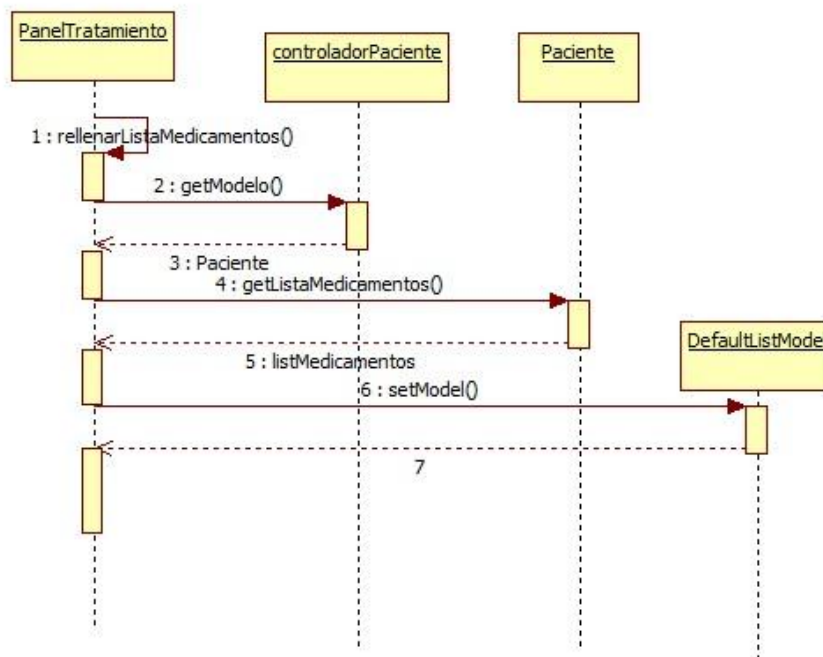 PanelTratamiento
controladorPaciente
Paciente
1 : rellenarListaMedicamentos()
2 : getModelo()
3 : Paciente
4 : getListaMedicamentos()
DefaultListMode
5 : listMedicamentos
6 : setModel()
7